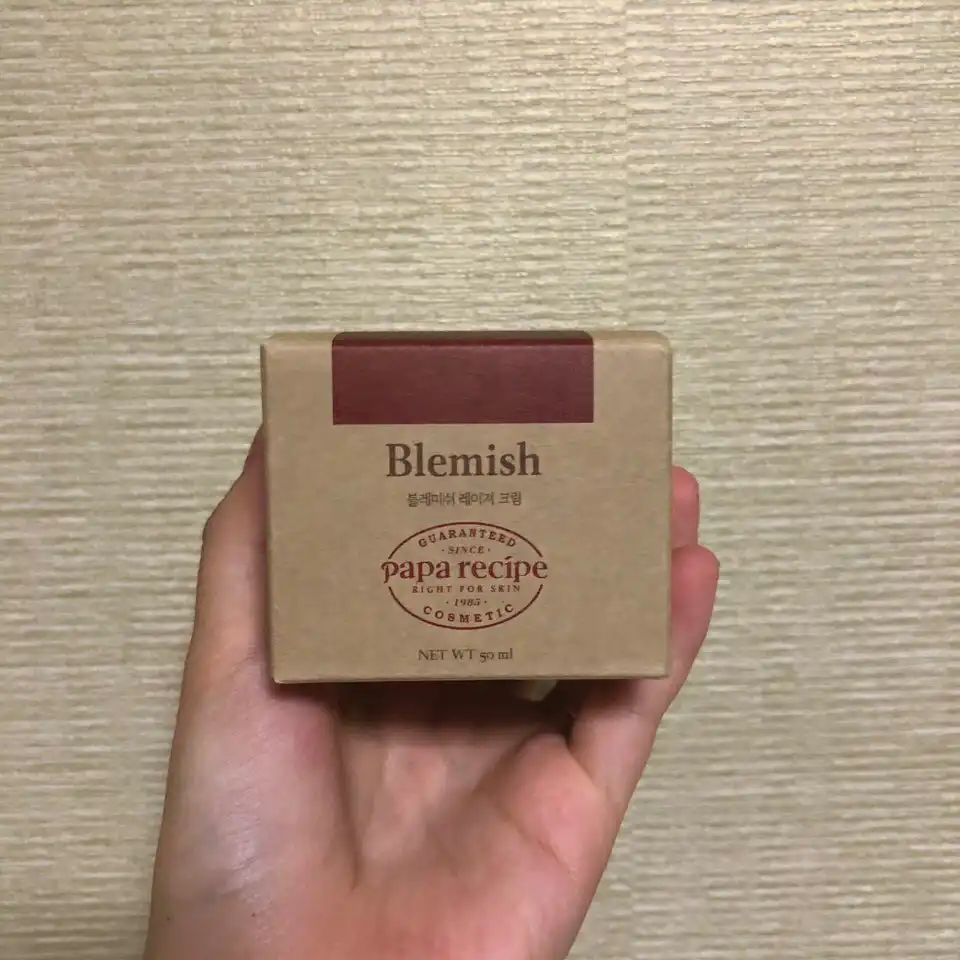 Blemish
블레미쉬 레이저 크림
GUARANTEED
· SINCE ·
papa recipe
RIGHT FOR SKIN
· 1985 ·
COSMETIC
NET WT 50 ml